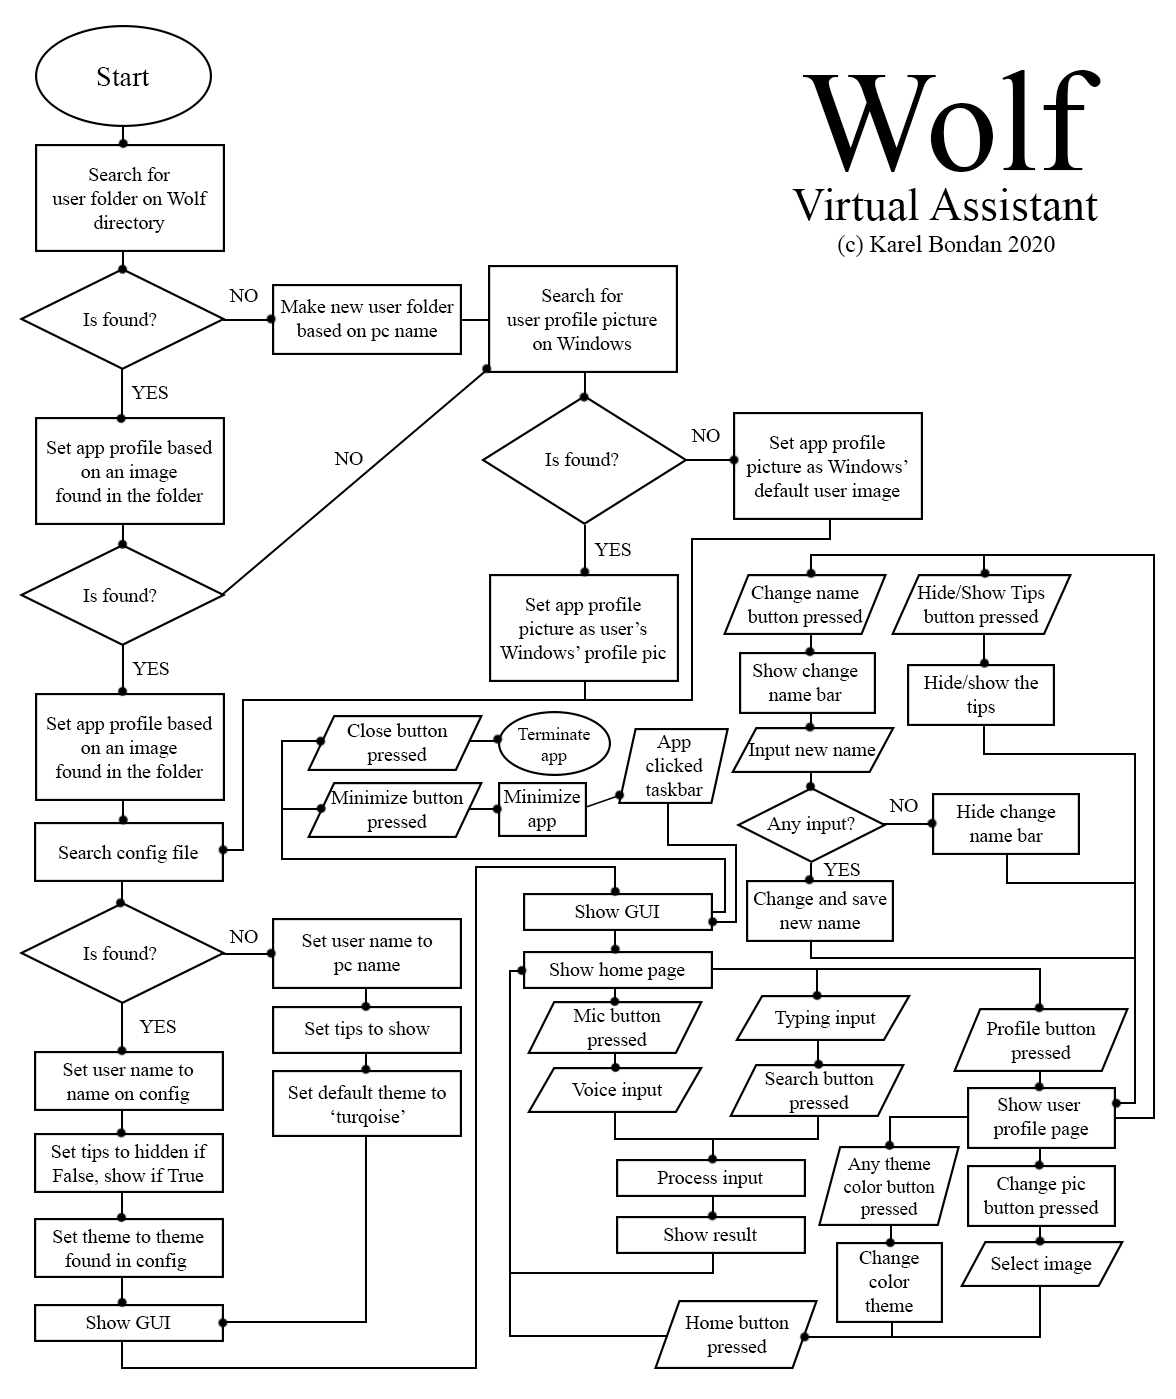 Start
Wolf
Virtual Assistant
(c) Karel Bondan 2020
Search for
user folder on Wolf
directory
Is found?
NO
Make new user folder
based on pc name
Search for
user profile picture
on Windows
YES
Set app profile based
on an image
found in the folder
NO
Is found?
NO
Set app profile
picture as Windows’
default user image
YES
Set app profile
picture as user’s
Windows’ profile pic
Is found?
YES
Set app profile based
on an image
found in the folder
Search config file
Is found?
NO
Set user name to
pc name
Set tips to show
Set default theme to
‘turqoise’
YES
Set user name to
name on config
Set tips to hidden if
False, show if True
Set theme to theme
found in config
Show GUI
Close button
pressed
Terminate
app
Minimize button
pressed
Minimize
app
App
clicked
taskbar
Show GUI
Show home page
Mic button
pressed
Voice input
Typing input
Search button
pressed
Process input
Show result
Profile button
pressed
Show user
profile page
Change name
button pressed
Show change
name bar
Input new name
Any input?
NO
Hide change
name bar
YES
Change and save
new name
Hide/Show Tips
button pressed
Hide/show the
tips
Any theme
color button
pressed
Change
color
theme
Change pic
button pressed
Select image
Home button
pressed